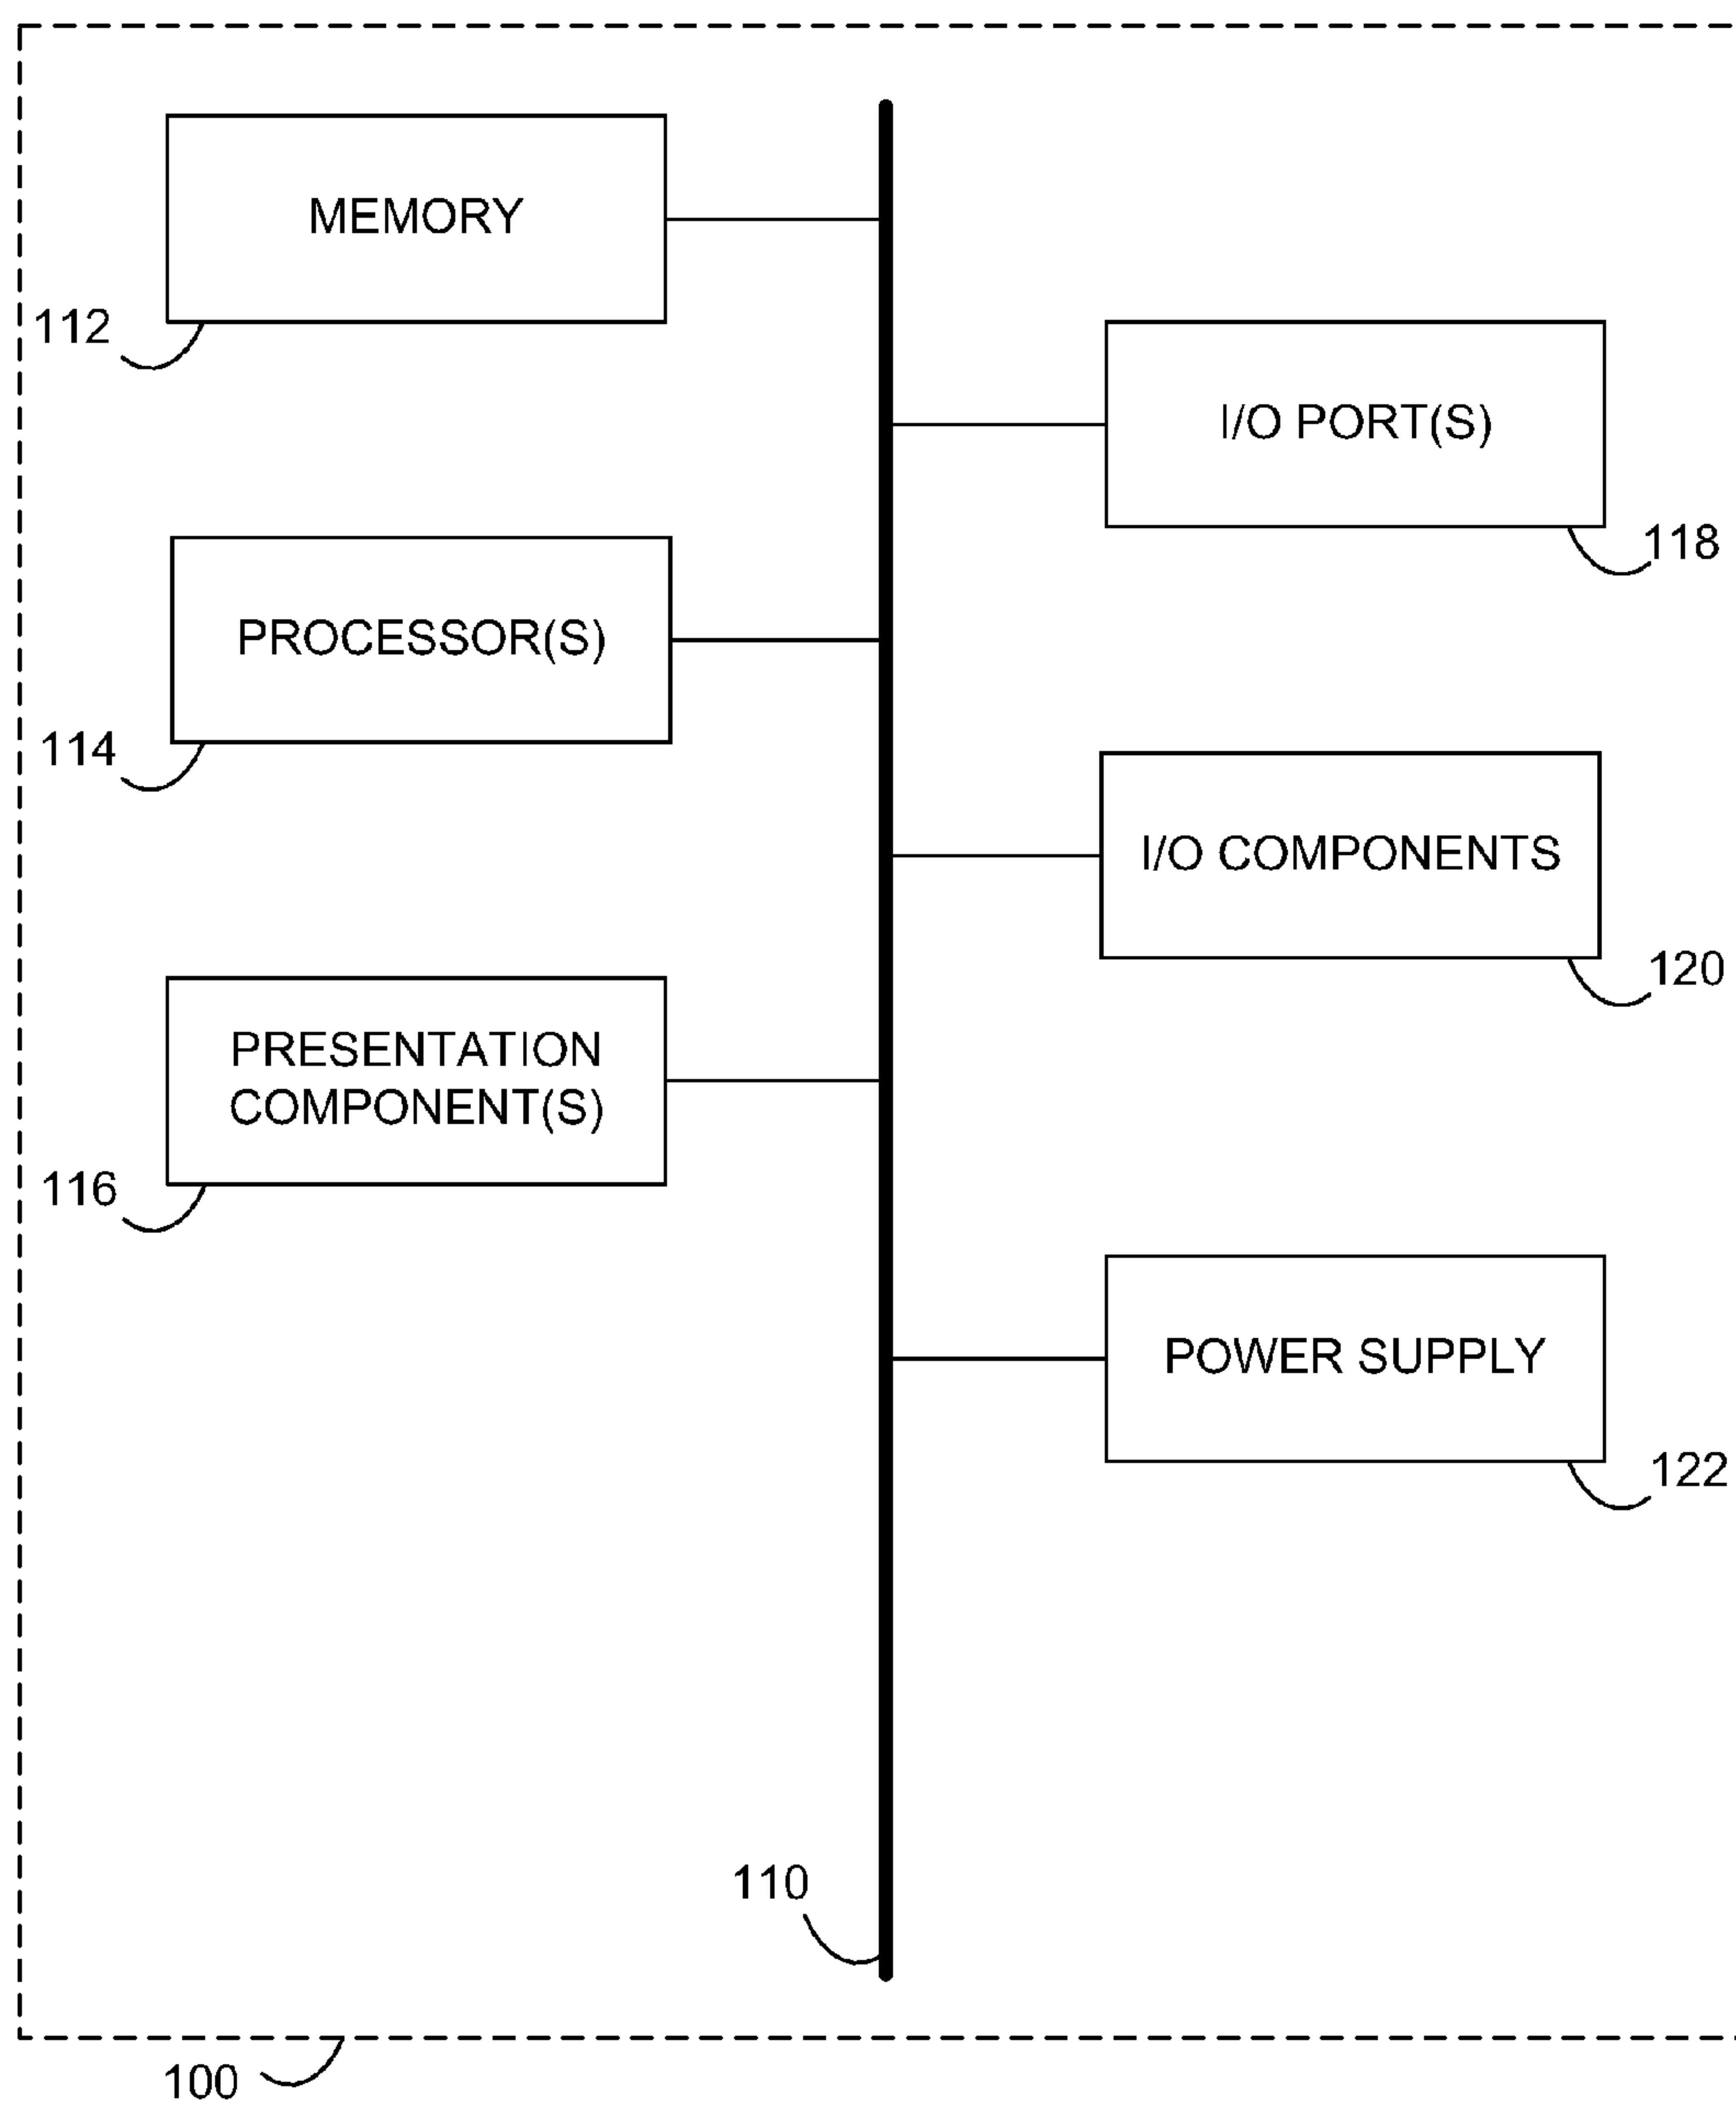 MEMORY
112
I/O PORT(S)
118
PROCESSOR(S)
114
I/O COMPONENTS
120
PRESENTATION
COMPONENT(S)
116
POWER SUPPLY
122
110
100